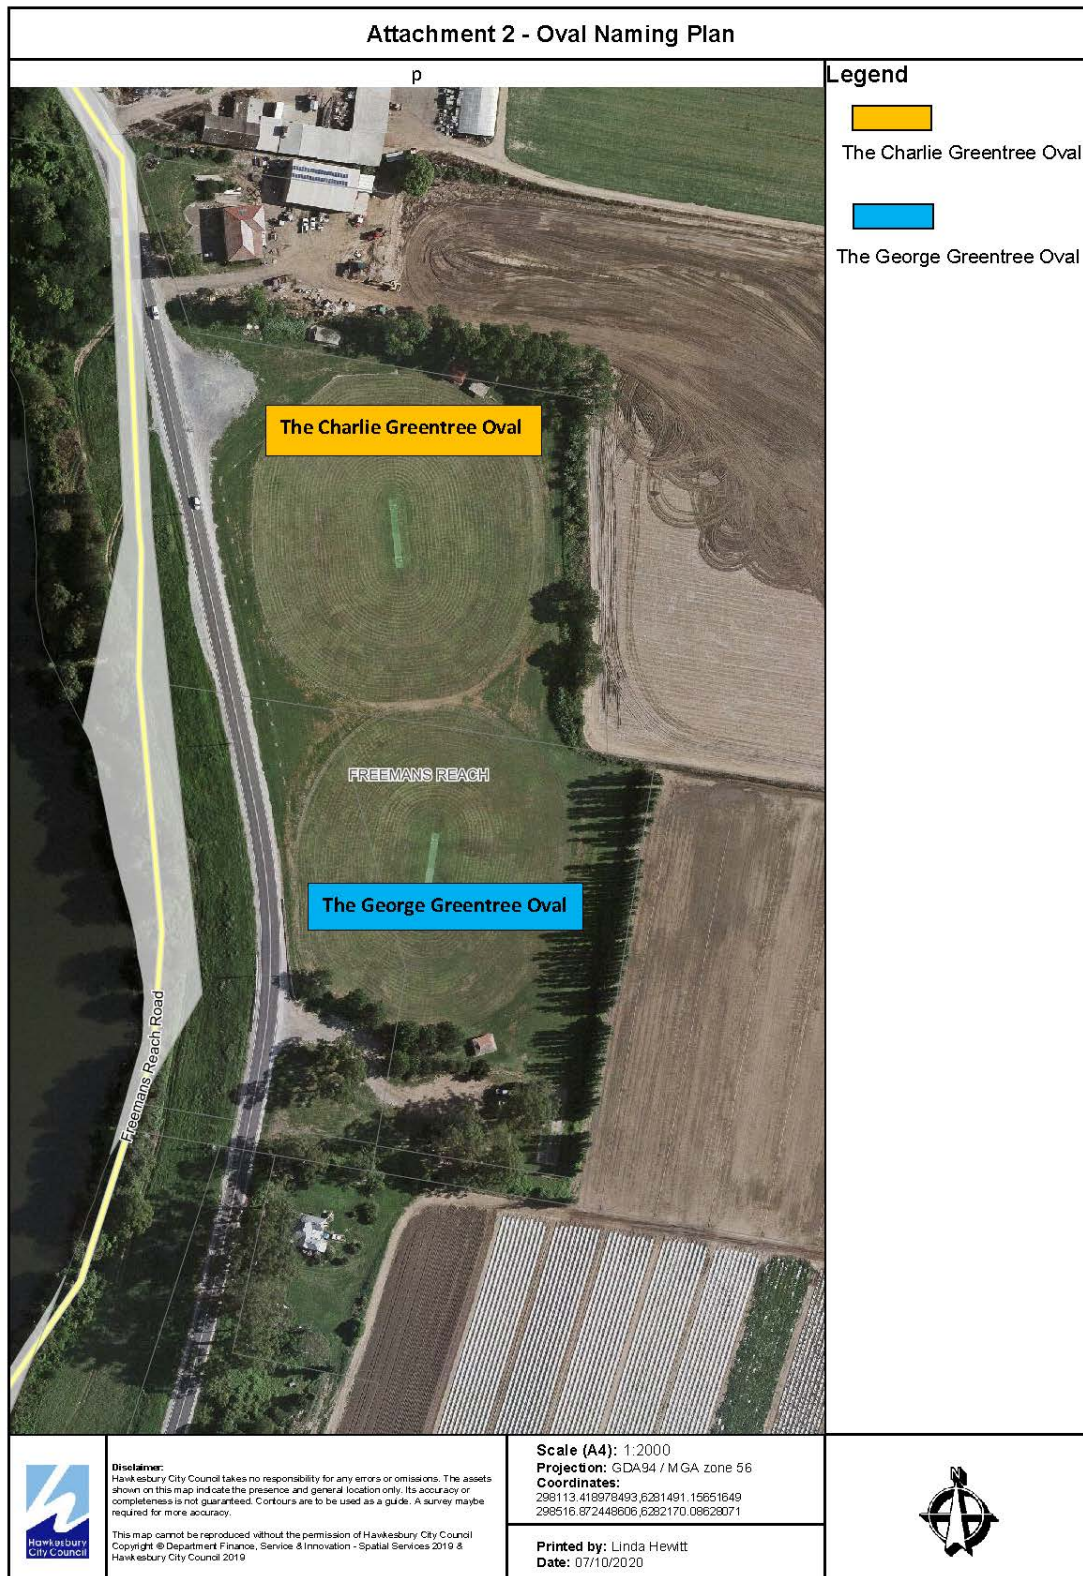 Attachment 2 - Oval Naming Plan
p
Legend
The Charlie Greentree Oval
The George Greentree Oval
The Charlie Greentree Oval
FREEMANS REACH
The George Greentree Oval
Freemans Reach Road
Hawkesbury
City Council
Disclaimer:
Hawkesbury City Council takes no responsibility for any errors or omissions. The assets
shown on this map indicate the presence and general location only. Its accuracy or
completeness is not guaranteed. Contours are to be used as a guide. A survey maybe
required for more accuracy.
This map cannot be reproduced without the permission of Hawkesbury City Council
Copyright © Department Finance, Service & Innovation - Spatial Services 2019 &
Hawkesbury City Council 2019
Scale (A4): 1:2000
Projection: GDA94 / MGA zone 56
Coordinates:
298113.418978493,6281491.15651649
298516.872448606,6282170.08628071
Printed by: Linda Hewitt
Date: 07/10/2020
N